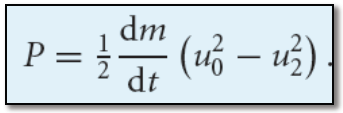 P = ½ dm/dt (u₀² − u₂²).